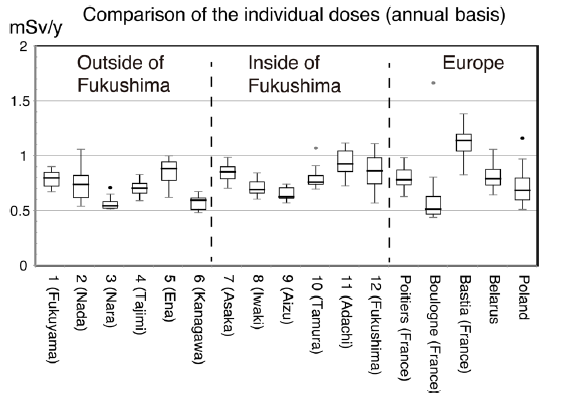 Comparison of the individual doses (annual basis)
mSv/y
2
1.5
1
0.5
0
Outside of
Fukushima
Inside of
Fukushima
Europe
1 (Fukuyama)
2 (Nada)
3 (Nara)
4 (Tajimi)
5 (Ena)
6 (Kanagawa)
7 (Asaka)
8 (Iwaki)
9 (Aizu)
10 (Tamura)
11 (Adachi)
12 (Fukushima)
Poitiers (France)
Boulogne (France)
Bastia (France)
Belarus
Poland